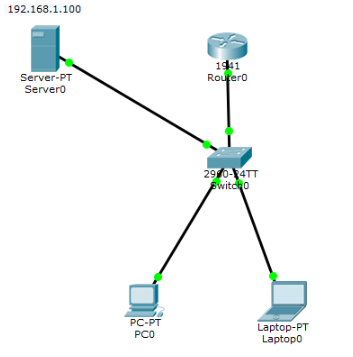 192.168.1.100
Server-PT
Server0
1941
Router0
2960-24TT
Switch0
PC-PT
PC0
Laptop-PT
Laptop0